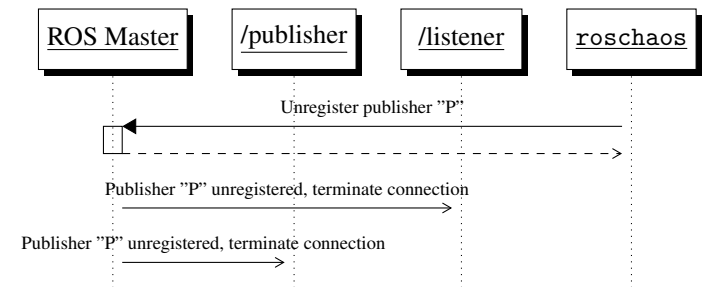 ROS Master /publisher /listener roschaos
Unregister publisher ”P”
Publisher ”P” unregistered, terminate connection
Publisher ”P” unregistered, terminate connection